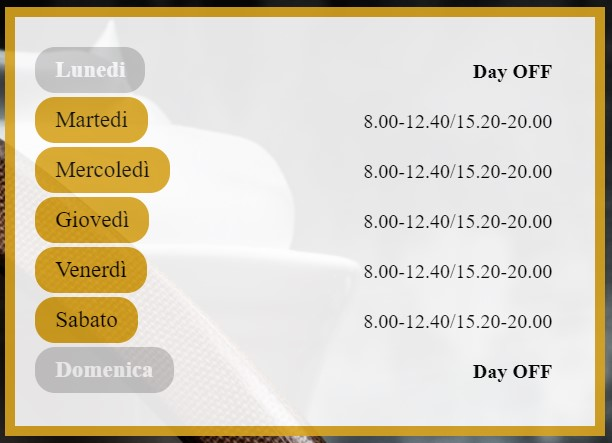 Lunedi Day OFF
Martedi 8.00-12.40/15.20-20.00
Mercoledì 8.00-12.40/15.20-20.00
Giovedì 8.00-12.40/15.20-20.00
Venerdì 8.00-12.40/15.20-20.00
Sabato 8.00-12.40/15.20-20.00
Domenica Day OFF